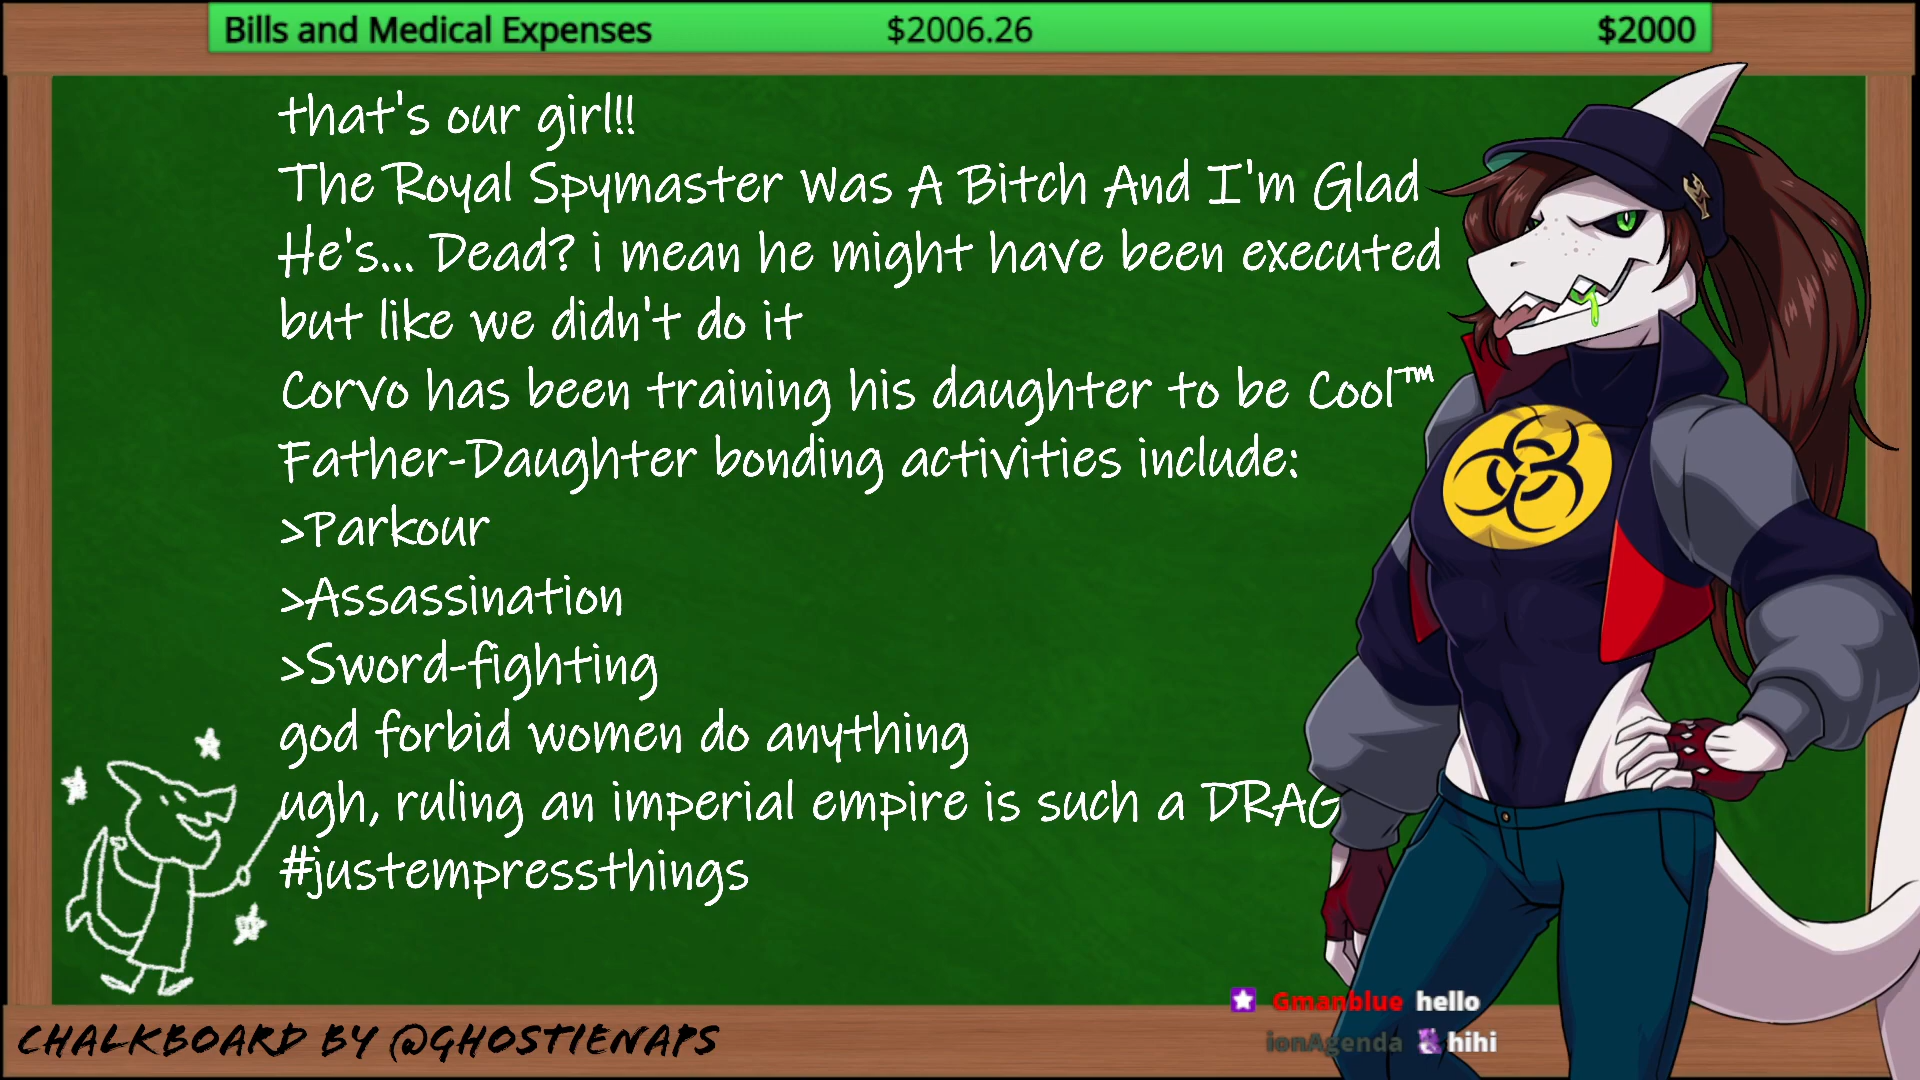 Bills and Medical Expenses $2006.26 $2000
that's our girl!!
The Royal Spymaster Was A Bitch And I'm Glad
He's... Dead? i mean he might have been executed
but like we didn't do it
Corvo has been training his daughter to be Cool™
Father-Daughter bonding activities include:
>Parkour
>Assassination
>Sword-fighting
god forbid women do anything
ugh, ruling an imperial empire is such a DRAG
#justempressthings
Gmanblue hello
ionAgenda hihi
CHALKBOARD BY @GHOSTIENAPS